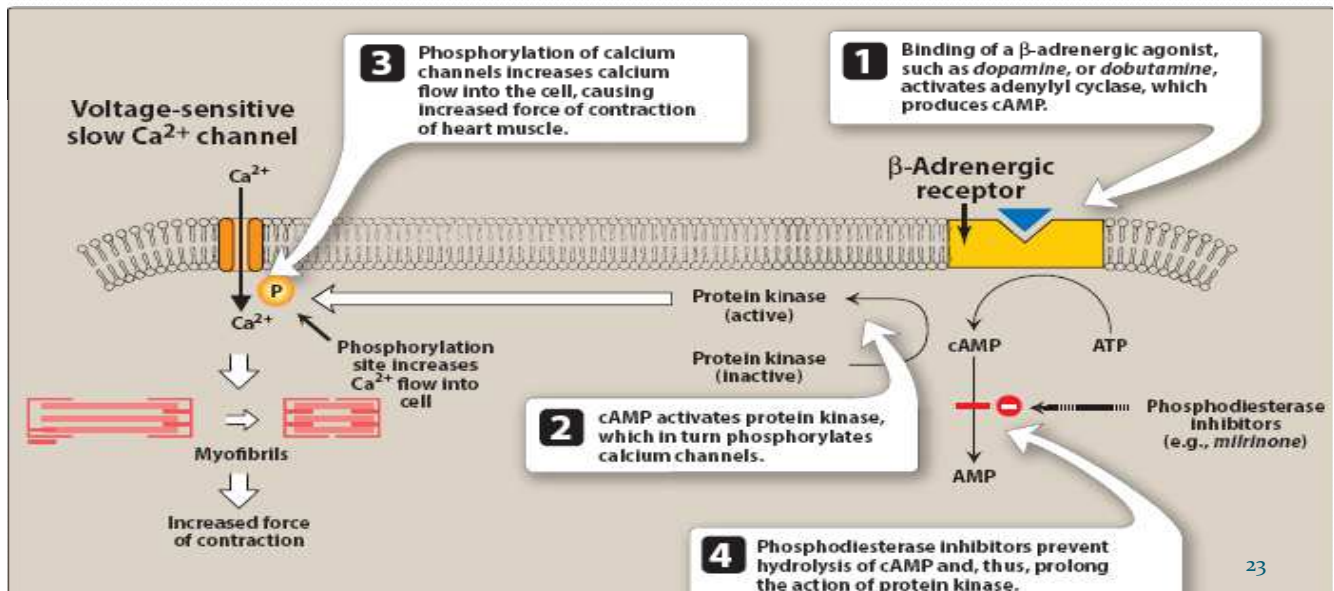 3 Phosphorylation of calcium
channels increases calcium
flow into the cell, causing
increased force of contraction
of heart muscle.
1 Binding of a β-adrenergic agonist,
such as dopamine, or dobutamine,
activates adenylyl cyclase, which
produces cAMP.
Voltage-sensitive
slow Ca²⁺ channel
Ca²⁺
β-Adrenergic
receptor
P
Ca²⁺
Phosphorylation
site increases
Ca²⁺ flow into
cell
Protein kinase
(active)
Protein kinase
(inactive)
cAMP
ATP
Myofibrils
Increased force
of contraction
2 cAMP activates protein kinase,
which in turn phosphorylates
calcium channels.
Phosphodiesterase
inhibitors
(e.g., milrinone)
AMP
4 Phosphodiesterase inhibitors prevent
hydrolysis of cAMP and, thus, prolong
the action of protein kinase.
23